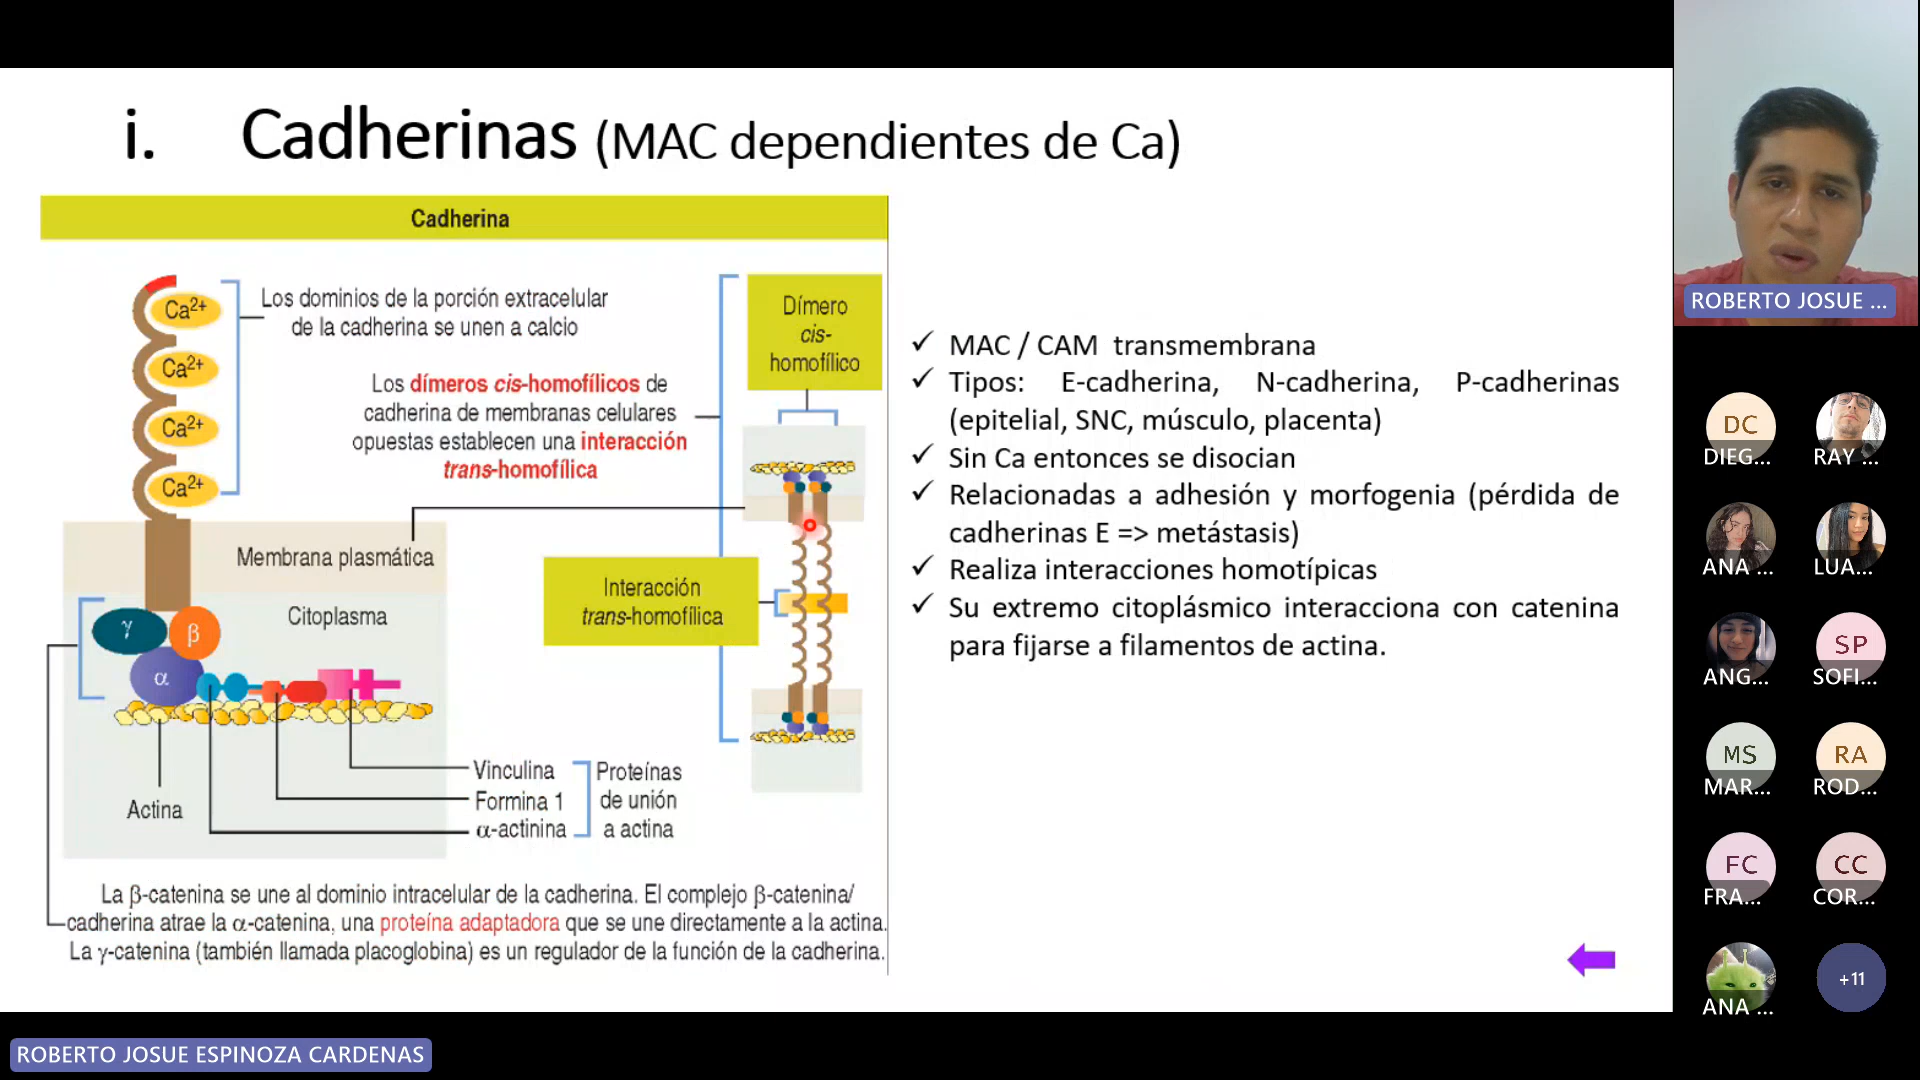 i. Cadherinas (MAC dependientes de Ca)
Cadherina
Ca2+
Ca2+
Ca2+
Ca2+
Los dominios de la porción extracelular
de la cadherina se unen a calcio
Los dímeros cis-homofílicos de
cadherina de membranas celulares
opuestas establecen una interacción
trans-homofílica
Dímero
cis-
homofílico
Membrana plasmática
Citoplasma
Interacción
trans-homofílica
γ
β
α
Actina
Vinculina
Formina 1
α-actinina
Proteínas
de unión
a actina
La β-catenina se une al dominio intracelular de la cadherina. El complejo β-catenina/
cadherina atrae la α-catenina, una proteína adaptadora que se une directamente a la actina.
La γ-catenina (también llamada placoglobina) es un regulador de la función de la cadherina.
✓ MAC / CAM transmembrana
✓ Tipos: E-cadherina, N-cadherina, P-cadherinas
(epitelial, SNC, músculo, placenta)
✓ Sin Ca entonces se disocian
✓ Relacionadas a adhesión y morfogenia (pérdida de
cadherinas E => metástasis)
✓ Realiza interacciones homotípicas
✓ Su extremo citoplásmico interacciona con catenina
para fijarse a filamentos de actina.
ROBERTO JOSUE ...
DC
DIEG...
RAY ...
ANA ...
LUA...
ANG...
SP
SOFI...
MS
MAR...
RA
ROD...
FC
FRA...
CC
COR...
ANA ...
+11
ROBERTO JOSUE ESPINOZA CARDENAS